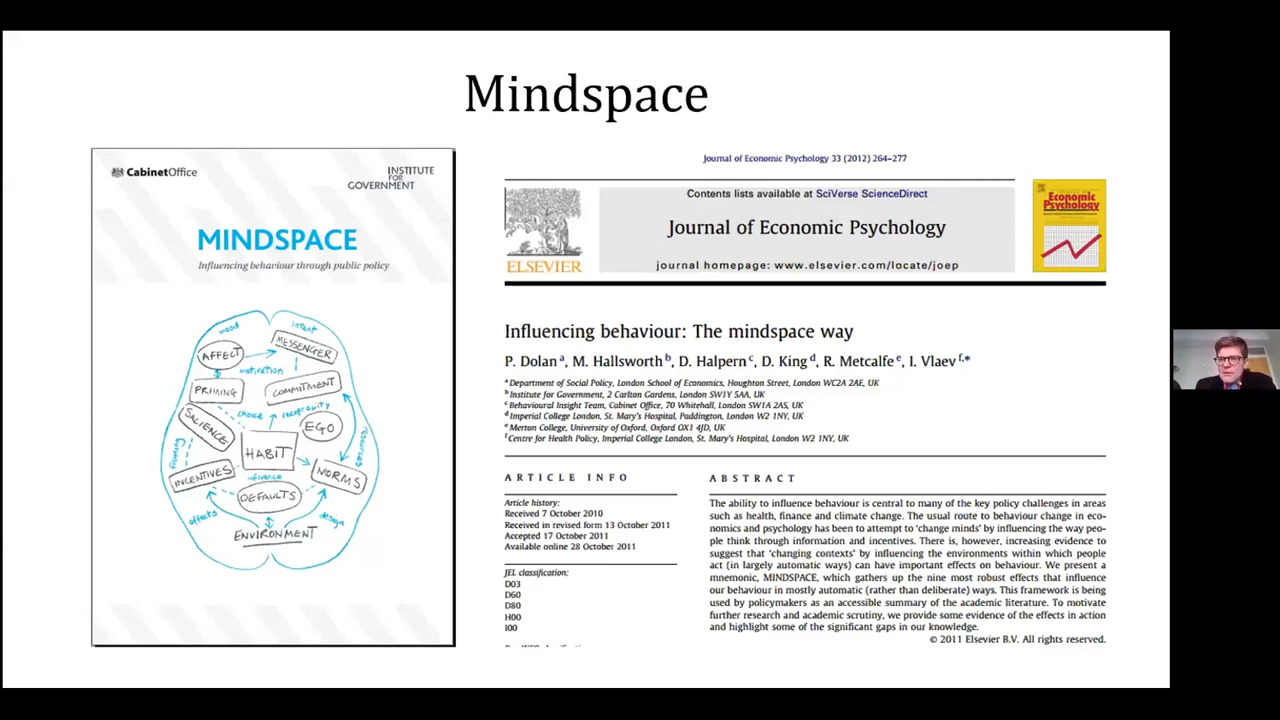 Mindspace
CabinetOffice
INSTITUTE
FOR
GOVERNMENT
MINDSPACE
Influencing behaviour through public policy
mood
intent
AFFECT
MESSENGER
motivation
PRIMING
COMMITMENT
choice
reciprocity
SALIENCE
EGO
HABIT
framing
resources
INCENTIVES
NORMS
influence
DEFAULTS
effects
design
ENVIRONMENT
Journal of Economic Psychology 33 (2012) 264–277
Contents lists available at SciVerse ScienceDirect
Journal of Economic Psychology
journal homepage: www.elsevier.com/locate/joep
ELSEVIER
Economic
Psychology
Influencing behaviour: The mindspace way
P. Dolan a, M. Hallsworth b, D. Halpern c, D. King d, R. Metcalfe e, I. Vlaev f,*
a Department of Social Policy, London School of Economics, Houghton Street, London WC2A 2AE, UK
b Institute for Government, 2 Carlton Gardens, London SW1Y 5AA, UK
c Behavioural Insight Team, Cabinet Office, 70 Whitehall, London SW1A 2AS, UK
d Imperial College London, St. Mary's Hospital, Paddington, London W2 1NY, UK
e Merton College, University of Oxford, Oxford OX1 4JD, UK
f Centre for Health Policy, Imperial College London, St. Mary's Hospital, London W2 1NY, UK
ARTICLE INFO
Article history:
Received 7 October 2010
Received in revised form 13 October 2011
Accepted 17 October 2011
Available online 28 October 2011
JEL classification:
D03
D60
D80
H00
I00
ABSTRACT
The ability to influence behaviour is central to many of the key policy challenges in areas
such as health, finance and climate change. The usual route to behaviour change in eco-
nomics and psychology has been to attempt to 'change minds' by influencing the way peo-
ple think through information and incentives. There is, however, increasing evidence to
suggest that 'changing contexts' by influencing the environments within which people
act (in largely automatic ways) can have important effects on behaviour. We present a
mnemonic, MINDSPACE, which gathers up the nine most robust effects that influence
our behaviour in mostly automatic (rather than deliberate) ways. This framework is being
used by policymakers as an accessible summary of the academic literature. To motivate
further research and academic scrutiny, we provide some evidence of the effects in action
and highlight some of the significant gaps in our knowledge.
© 2011 Elsevier B.V. All rights reserved.